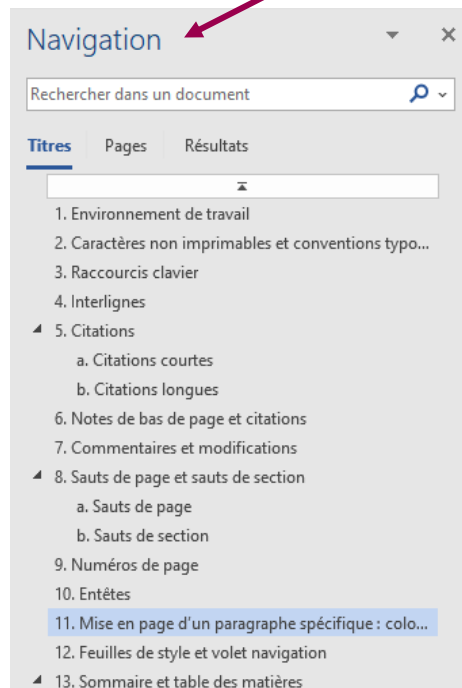 Navigation
Rechercher dans un document
Titres Pages Résultats
1. Environnement de travail
2. Caractères non imprimables et conventions typo...
3. Raccourcis clavier
4. Interlignes
5. Citations
a. Citations courtes
b. Citations longues
6. Notes de bas de page et citations
7. Commentaires et modifications
8. Sauts de page et sauts de section
a. Sauts de page
b. Sauts de section
9. Numéros de page
10. Entêtes
11. Mise en page d'un paragraphe spécifique : colo...
12. Feuilles de style et volet navigation
13. Sommaire et table des matières